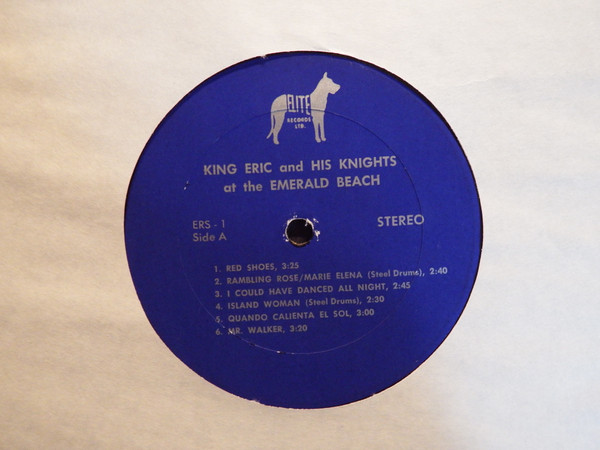 ELITE
RECORDS
LTD.
KING ERIC and HIS KNIGHTS
at the EMERALD BEACH
ERS - 1
Side A
STEREO
1. RED SHOES, 3:25
2. RAMBLING ROSE/MARIE ELENA (Steel Drums), 2:40
3. I COULD HAVE DANCED ALL NIGHT, 2:45
4. ISLAND WOMAN (Steel Drums), 2:30
5. QUANDO CALIENTA EL SOL, 3:00
6. MR. WALKER, 3:20